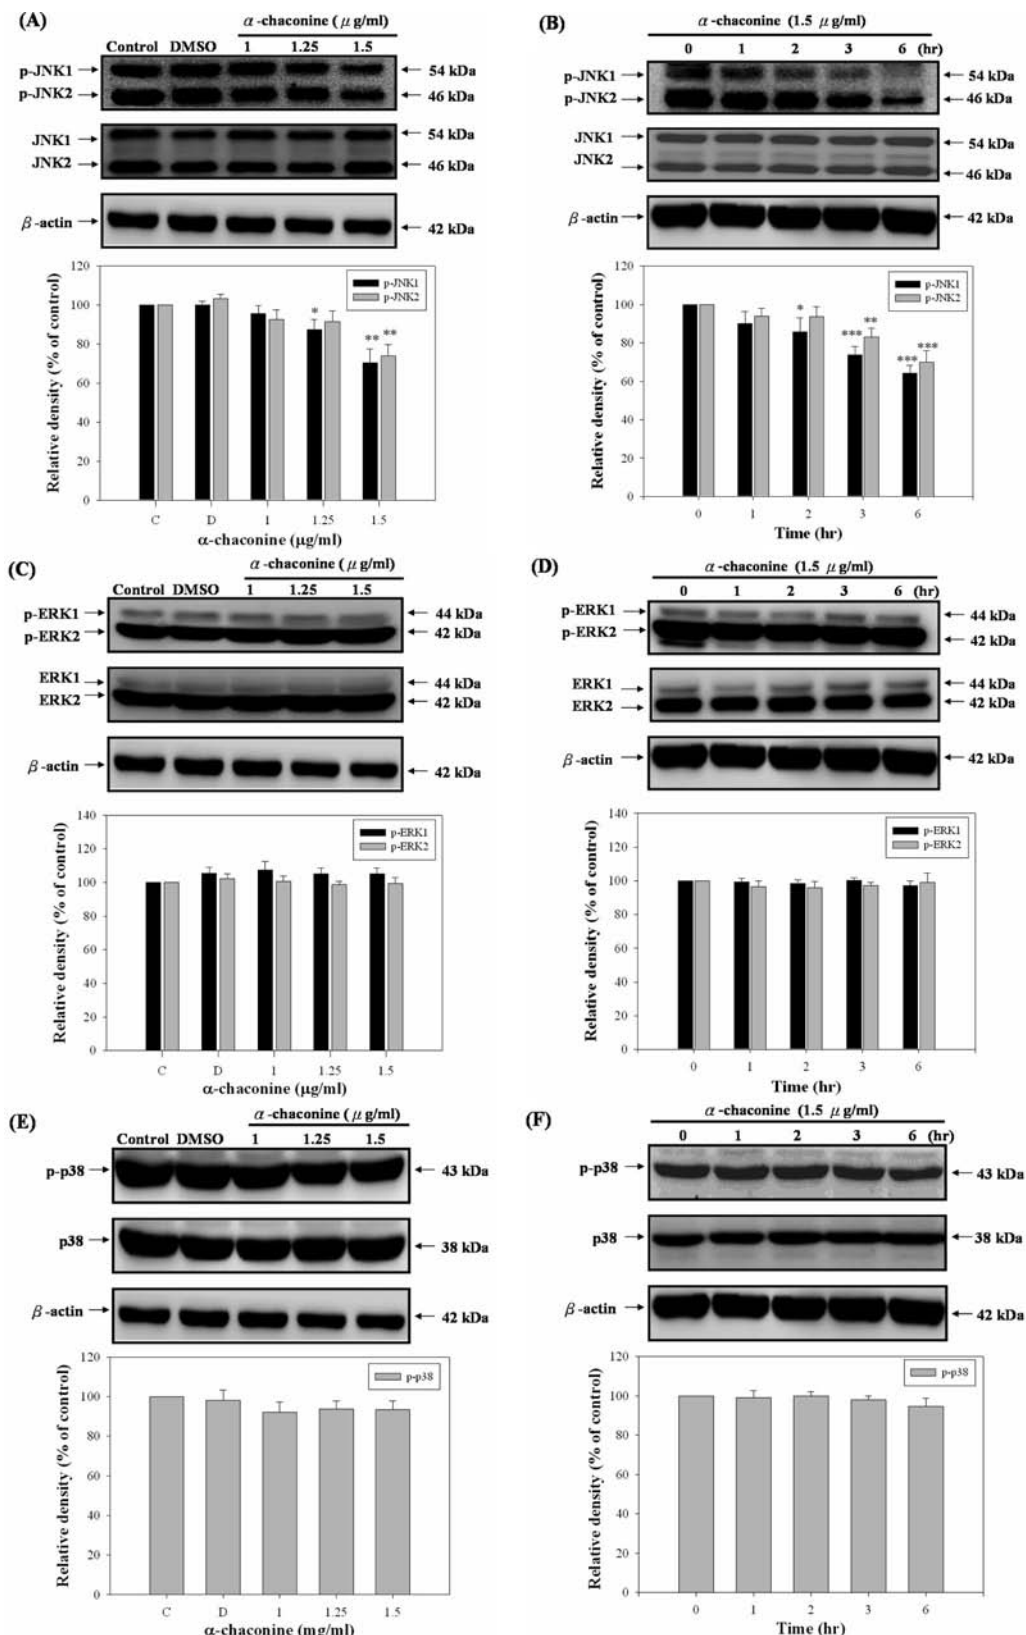 (A)
α-chaconine ( μ g/ml)
Control DMSO 1 1.25 1.5
p-JNK1 54 kDa
p-JNK2 46 kDa
JNK1 54 kDa
JNK2 46 kDa
β-actin 42 kDa
Relative density (% of control)
120
100
80
60
40
20
0
p-JNK1
p-JNK2
*
** **
C D 1 1.25 1.5
α-chaconine (μg/ml)
(B)
α-chaconine (1.5 μ g/ml)
0 1 2 3 6 (hr)
p-JNK1 54 kDa
p-JNK2 46 kDa
JNK1 54 kDa
JNK2 46 kDa
β-actin 42 kDa
Relative density (% of control)
120
100
80
60
40
20
0
p-JNK1
p-JNK2
*
*** **
*** ***
0 1 2 3 6
Time (hr)
(C)
α-chaconine ( μ g/ml)
Control DMSO 1 1.25 1.5
p-ERK1 44 kDa
p-ERK2 42 kDa
ERK1 44 kDa
ERK2 42 kDa
β-actin 42 kDa
Relative density (% of control)
140
120
100
80
60
40
20
0
p-ERK1
p-ERK2
C D 1 1.25 1.5
α-chaconine (μg/ml)
(D)
α-chaconine (1.5 μ g/ml)
0 1 2 3 6 (hr)
p-ERK1 44 kDa
p-ERK2 42 kDa
ERK1 44 kDa
ERK2 42 kDa
β-actin 42 kDa
Relative density (% of control)
140
120
100
80
60
40
20
0
p-ERK1
p-ERK2
0 1 2 3 6
Time (hr)
(E)
α-chaconine ( μ g/ml)
Control DMSO 1 1.25 1.5
p-p38 43 kDa
p38 38 kDa
β-actin 42 kDa
Relative density (% of control)
120
100
80
60
40
20
0
p-p38
C D 1 1.25 1.5
α-chaconine (mg/ml)
(F)
α-chaconine (1.5 μ g/ml)
0 1 2 3 6 (hr)
p-p38 43 kDa
p38 38 kDa
β-actin 42 kDa
Relative density (% of control)
120
100
80
60
40
20
0
p-p38
0 1 2 3 6
Time (hr)